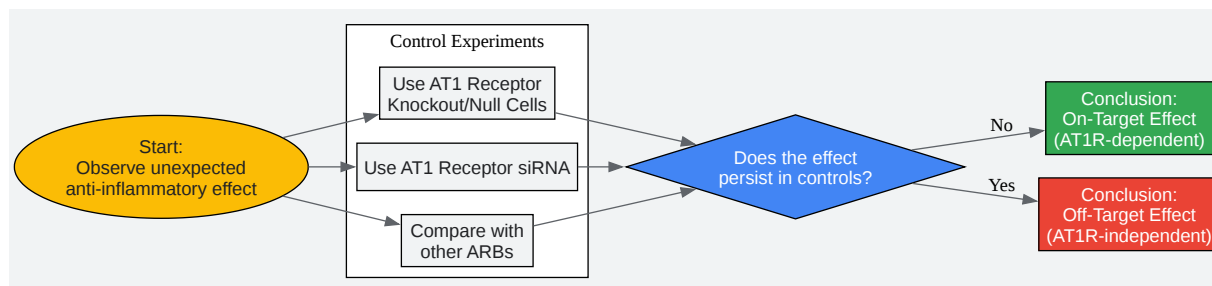 Control Experiments
Start:
Observe unexpected
anti-inflammatory effect
Use AT1 Receptor
Knockout/Null Cells
Use AT1 Receptor siRNA
Compare with
other ARBs
Does the effect
persist in controls?
No
Yes
Conclusion:
On-Target Effect
(AT1R-dependent)
Conclusion:
Off-Target Effect
(AT1R-independent)